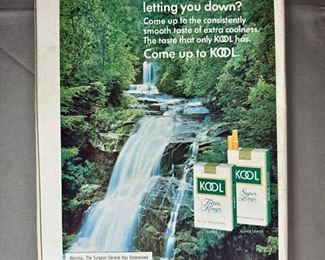 letting you down?
Come up to the consistently
smooth taste of extra coolness.
The taste that only KOOL has.
Come up to KOOL.
KOOL
Filter
Kings
KOOL
Super
Longs
Warning: The Surgeon General Has Determined